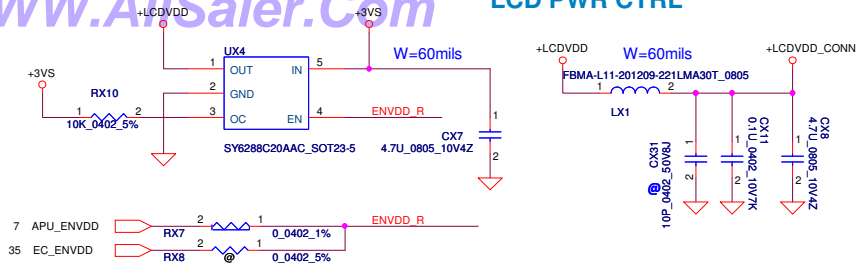 WWW.AliSaler.Com
LCD PWR CTRL
+LCDVDD
+3VS
UX4
1 OUT IN 5
2 GND
3 OC EN 4
SY6288C20AAC_SOT23-5
+3VS
RX10
1 2
10K_0402_5%
W=60mils
ENVDD_R
1
CX7
4.7U_0805_10V4Z
2
+LCDVDD
W=60mils
+LCDVDD_CONN
FBMA-L11-201209-221LMA30T_0805
1 2
LX1
1
2
CX31
10P_0402_50V8J
@
1
2
CX11
0.1U_0402_10V7K
1
2
CX8
4.7U_0805_10V4Z
7 APU_ENVDD
2 1
RX7
0_0402_1%
ENVDD_R
35 EC_ENVDD
2 1
RX8
@
0_0402_5%